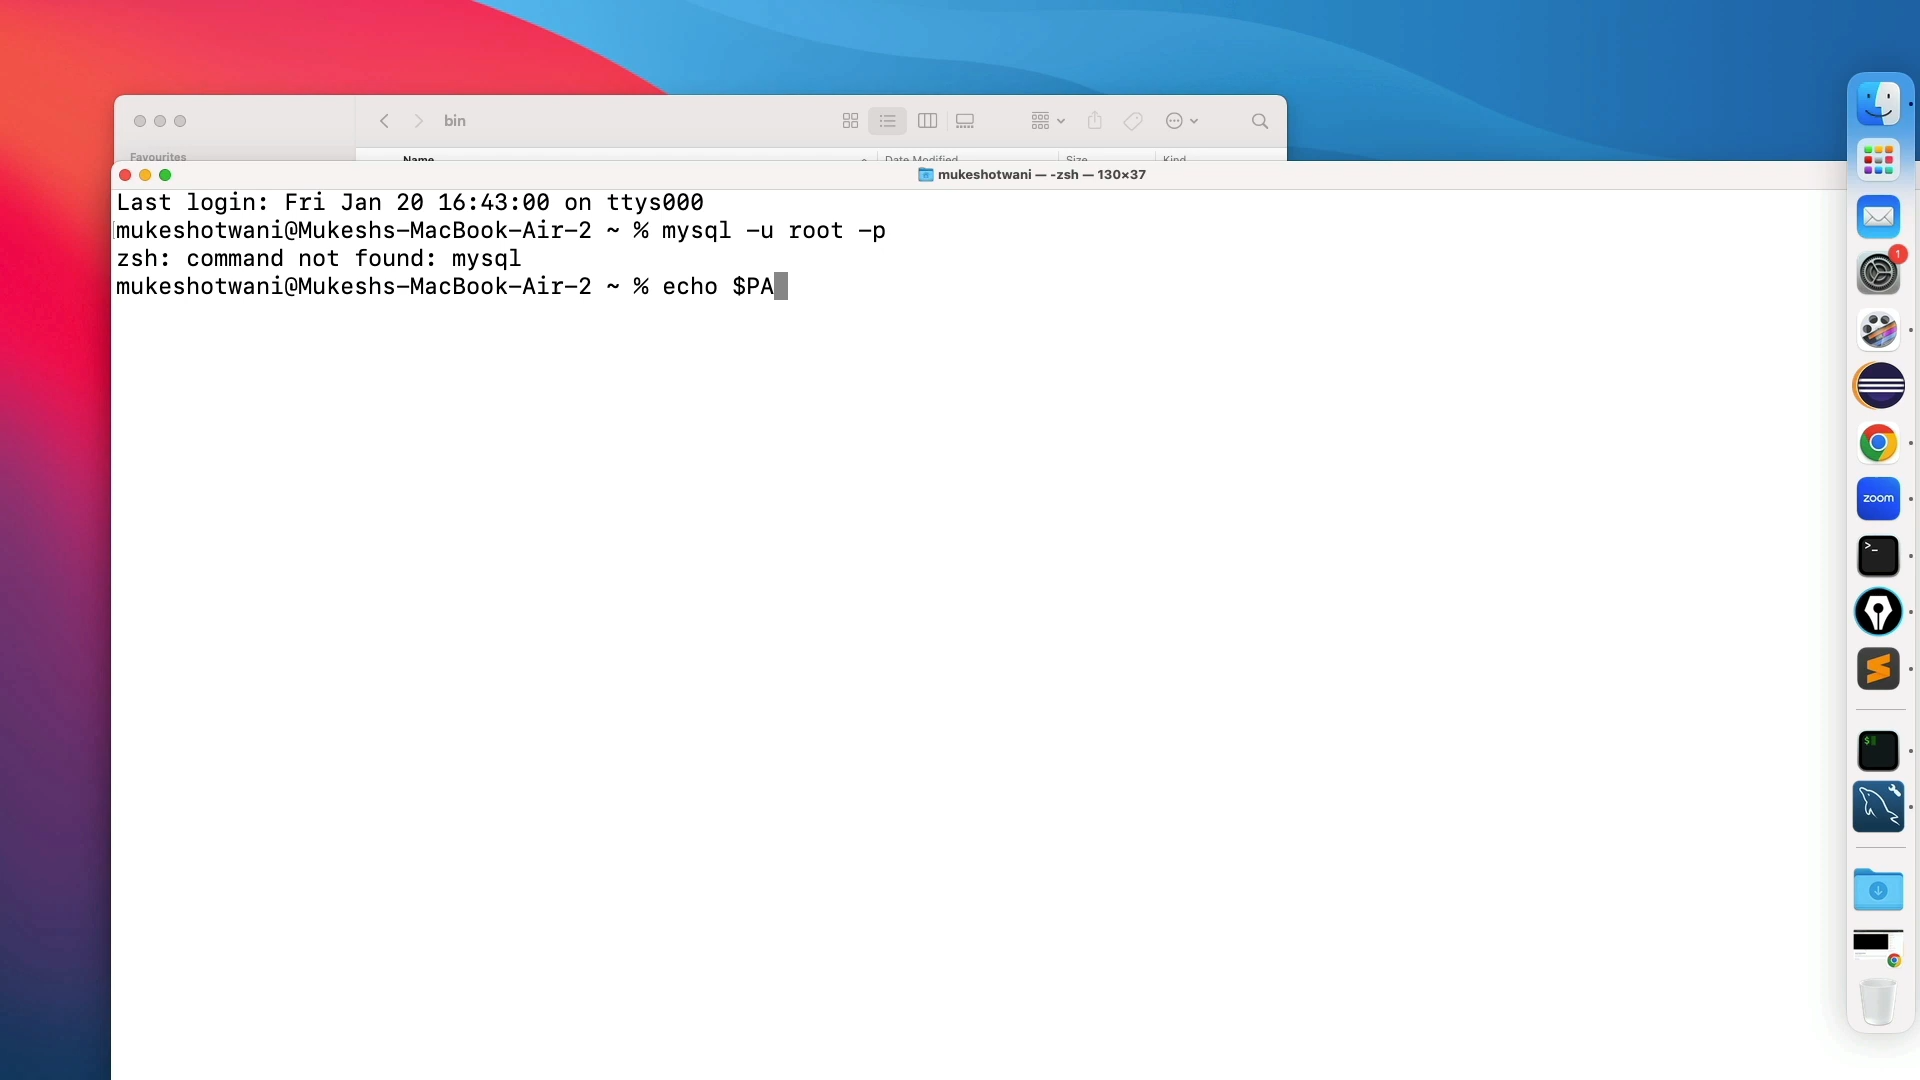 bin
Favourites
Name Date Modified Size Kind
mukeshotwani — -zsh — 130×37
Last login: Fri Jan 20 16:43:00 on ttys000
mukeshotwani@Mukeshs-MacBook-Air-2 ~ % mysql -u root -p
zsh: command not found: mysql
mukeshotwani@Mukeshs-MacBook-Air-2 ~ % echo $PA
1
zoom
>_
$